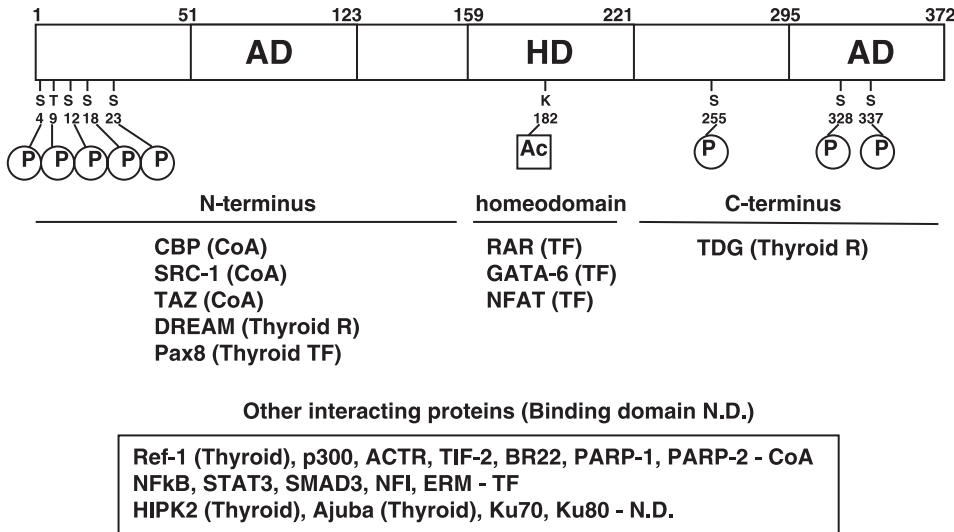 1 51 123 159 221 295 372
AD HD AD
S T S S S K S S S
4 9 12 18 23 182 255 328 337
P P P P P Ac P P P
N-terminus homeodomain C-terminus
CBP (CoA) RAR (TF) TDG (Thyroid R)
SRC-1 (CoA) GATA-6 (TF)
TAZ (CoA) NFAT (TF)
DREAM (Thyroid R)
Pax8 (Thyroid TF)
Other interacting proteins (Binding domain N.D.)
Ref-1 (Thyroid), p300, ACTR, TIF-2, BR22, PARP-1, PARP-2 - CoA
NFkB, STAT3, SMAD3, NFI, ERM - TF
HIPK2 (Thyroid), Ajuba (Thyroid), Ku70, Ku80 - N.D.